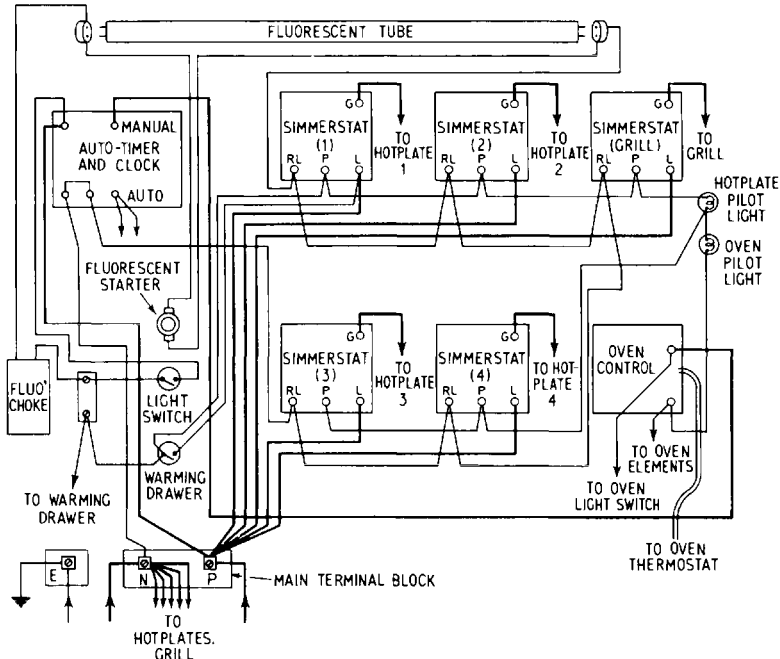 FLUORESCENT TUBE
MANUAL
AUTO-TIMER
AND CLOCK
AUTO
G
SIMMERSTAT
(1)
RL P L
TO
HOTPLATE
1
G
SIMMERSTAT
(2)
RL P L
TO
HOTPLATE
2
G
SIMMERSTAT
(GRILL)
RL P L
TO
GRILL
HOTPLATE
PILOT
LIGHT
OVEN
PILOT
LIGHT
FLUORESCENT
STARTER
G
SIMMERSTAT
(3)
RL P L
TO
HOTPLATE
3
G
SIMMERSTAT
(4)
RL P L
TO HOT-
PLATE
4
OVEN
CONTROL
FLUO'
CHOKE
LIGHT
SWITCH
WARMING
DRAWER
TO WARMING
DRAWER
TO OVEN
ELEMENTS
TO OVEN
LIGHT SWITCH
TO OVEN
THERMOSTAT
E
N P
MAIN TERMINAL BLOCK
TO
HOTPLATES.
GRILL